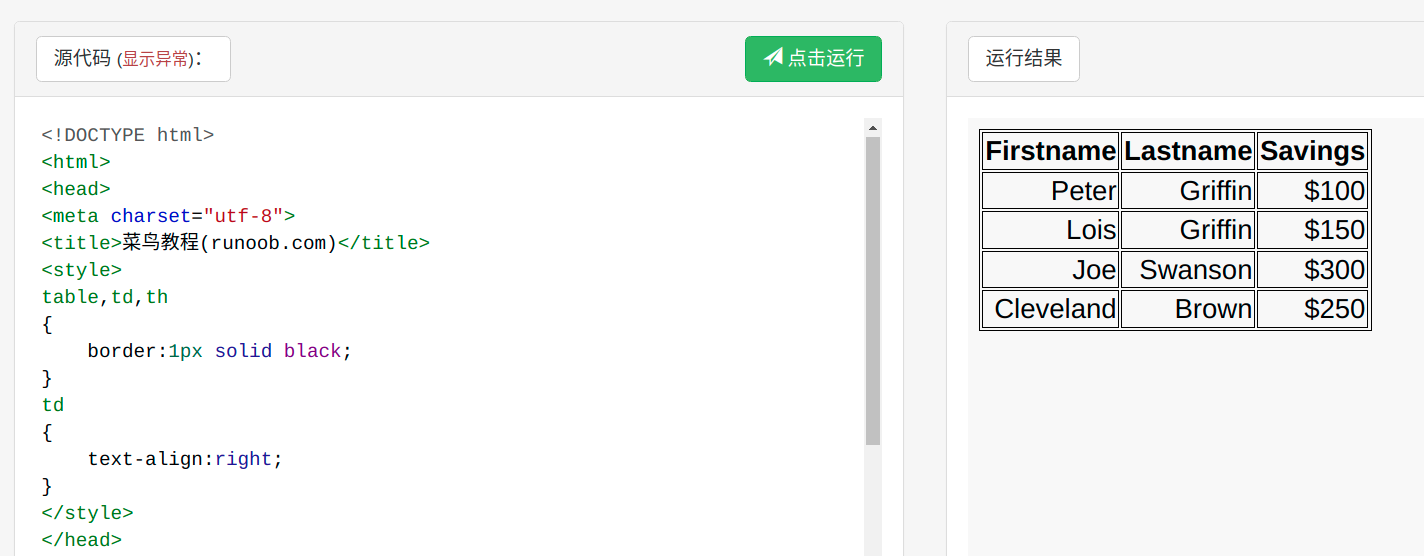 源代码 (显示异常)：
点击运行
<!DOCTYPE html>
<html>
<head>
<meta charset="utf-8">
<title>菜鸟教程(runoob.com)</title>
<style>
table,td,th
{
    border:1px solid black;
}
td
{
    text-align:right;
}
</style>
</head>
运行结果
Firstname Lastname Savings
Peter Griffin $100
Lois Griffin $150
Joe Swanson $300
Cleveland Brown $250